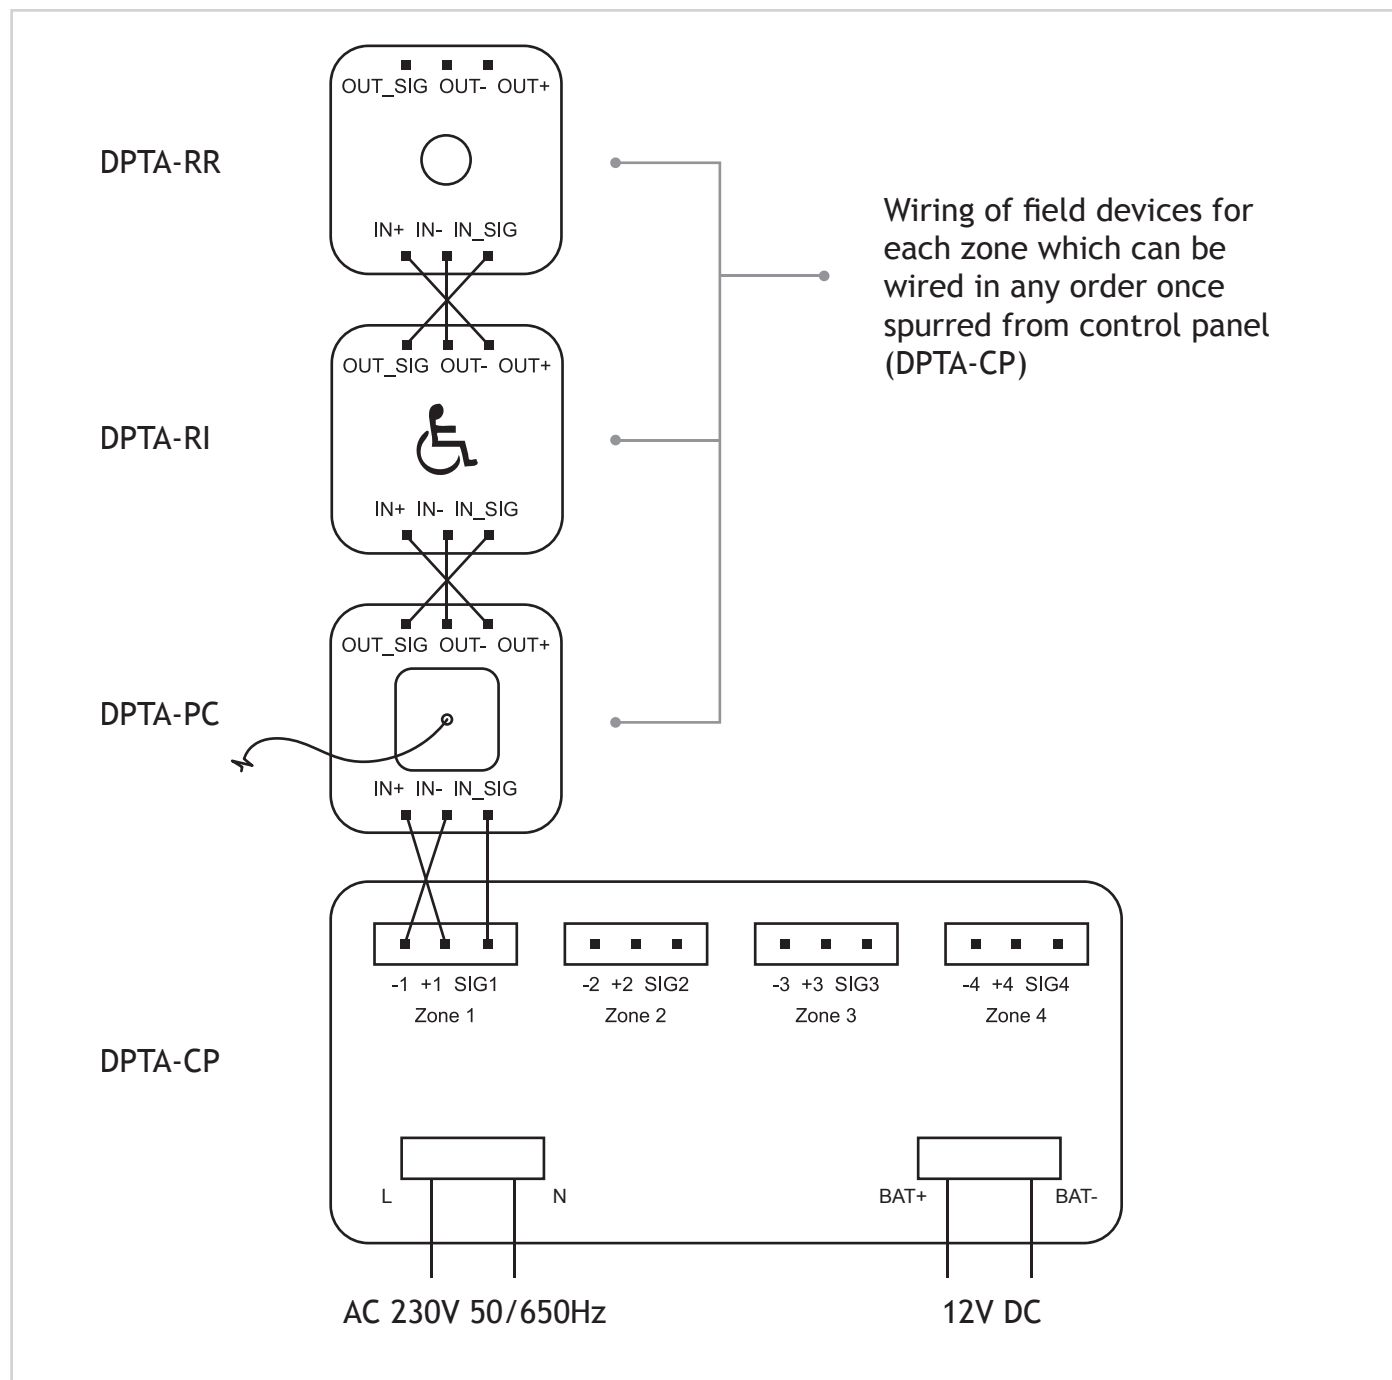 OUT_SIG OUT- OUT+
DPTA-RR
IN+ IN- IN_SIG
Wiring of field devices for
each zone which can be
wired in any order once
spurred from control panel
(DPTA-CP)
OUT_SIG OUT- OUT+
DPTA-RI
IN+ IN- IN_SIG
OUT_SIG OUT- OUT+
DPTA-PC
IN+ IN- IN_SIG
-1 +1 SIG1
-2 +2 SIG2
-3 +3 SIG3
-4 +4 SIG4
Zone 1
Zone 2
Zone 3
Zone 4
DPTA-CP
L
N
BAT+
BAT-
AC 230V 50/650Hz
12V DC